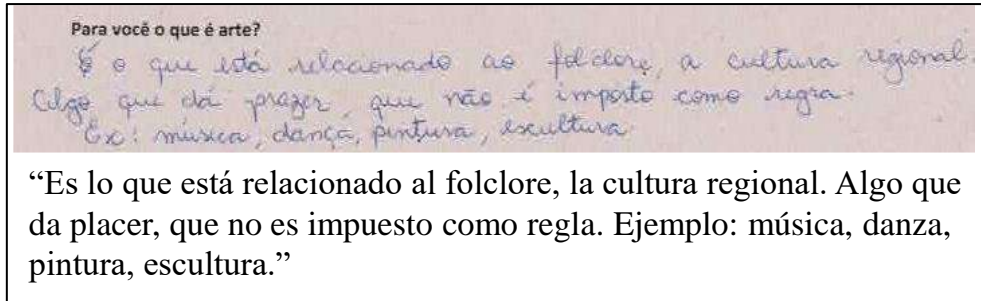 Para você o que é arte?
É o que está relacionado ao folclore, a cultura regional.
Algo que dá prazer, que não é imposto como regra.
Ex: música, dança, pintura, escultura.
“Es lo que está relacionado al folclore, la cultura regional. Algo que
da placer, que no es impuesto como regla. Ejemplo: música, danza,
pintura, escultura.”